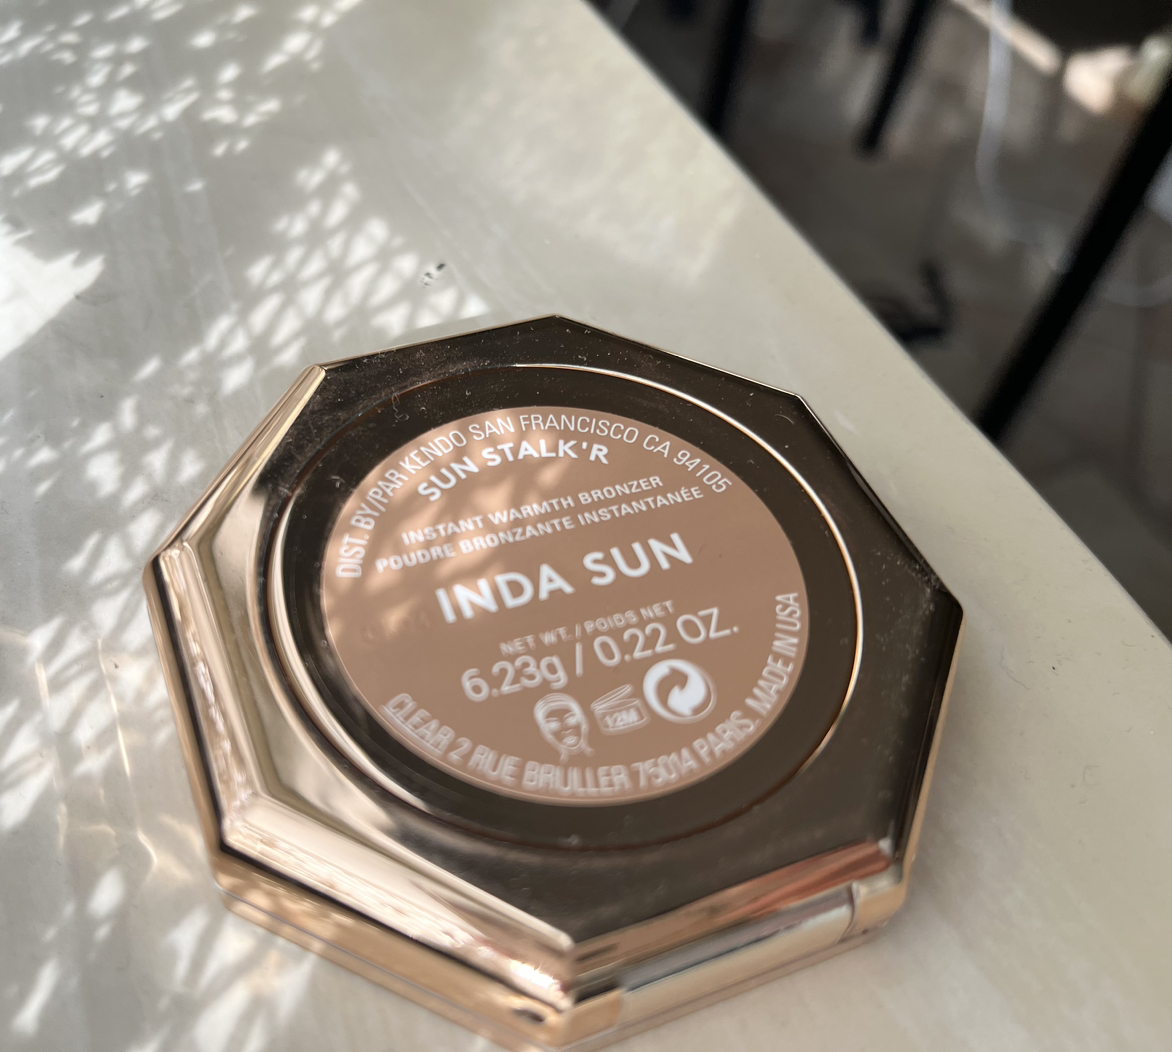 DIST. BY/PAR KENDO SAN FRANCISCO CA 94105
SUN STALK'R
INSTANT WARMTH BRONZER
POUDRE BRONZANTE INSTANTANÉE
INDA SUN
NET WT. / POIDS NET
6.23g / 0.22 OZ.
12M
CLEAR 2 RUE BRULLER 75014 PARIS. MADE IN USA